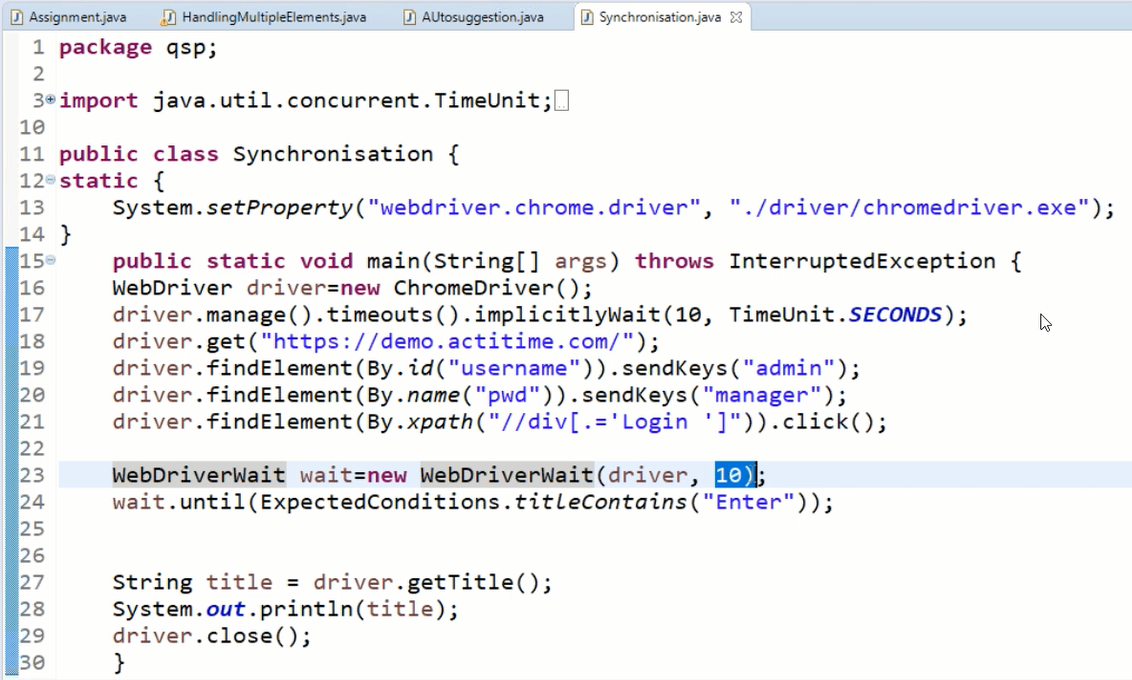 Assignment.java HandlingMultipleElements.java AUtosuggestion.java Synchronisation.java
1 package qsp;
2
3 import java.util.concurrent.TimeUnit;
10
11 public class Synchronisation {
12 static {
13 System.setProperty("webdriver.chrome.driver", "./driver/chromedriver.exe");
14 }
15 public static void main(String[] args) throws InterruptedException {
16 WebDriver driver=new ChromeDriver();
17 driver.manage().timeouts().implicitlyWait(10, TimeUnit.SECONDS);
18 driver.get("https://demo.actitime.com/");
19 driver.findElement(By.id("username")).sendKeys("admin");
20 driver.findElement(By.name("pwd")).sendKeys("manager");
21 driver.findElement(By.xpath("//div[.='Login ']")).click();
22
23 WebDriverWait wait=new WebDriverWait(driver, 10);
24 wait.until(ExpectedConditions.titleContains("Enter"));
25
26
27 String title = driver.getTitle();
28 System.out.println(title);
29 driver.close();
30 }